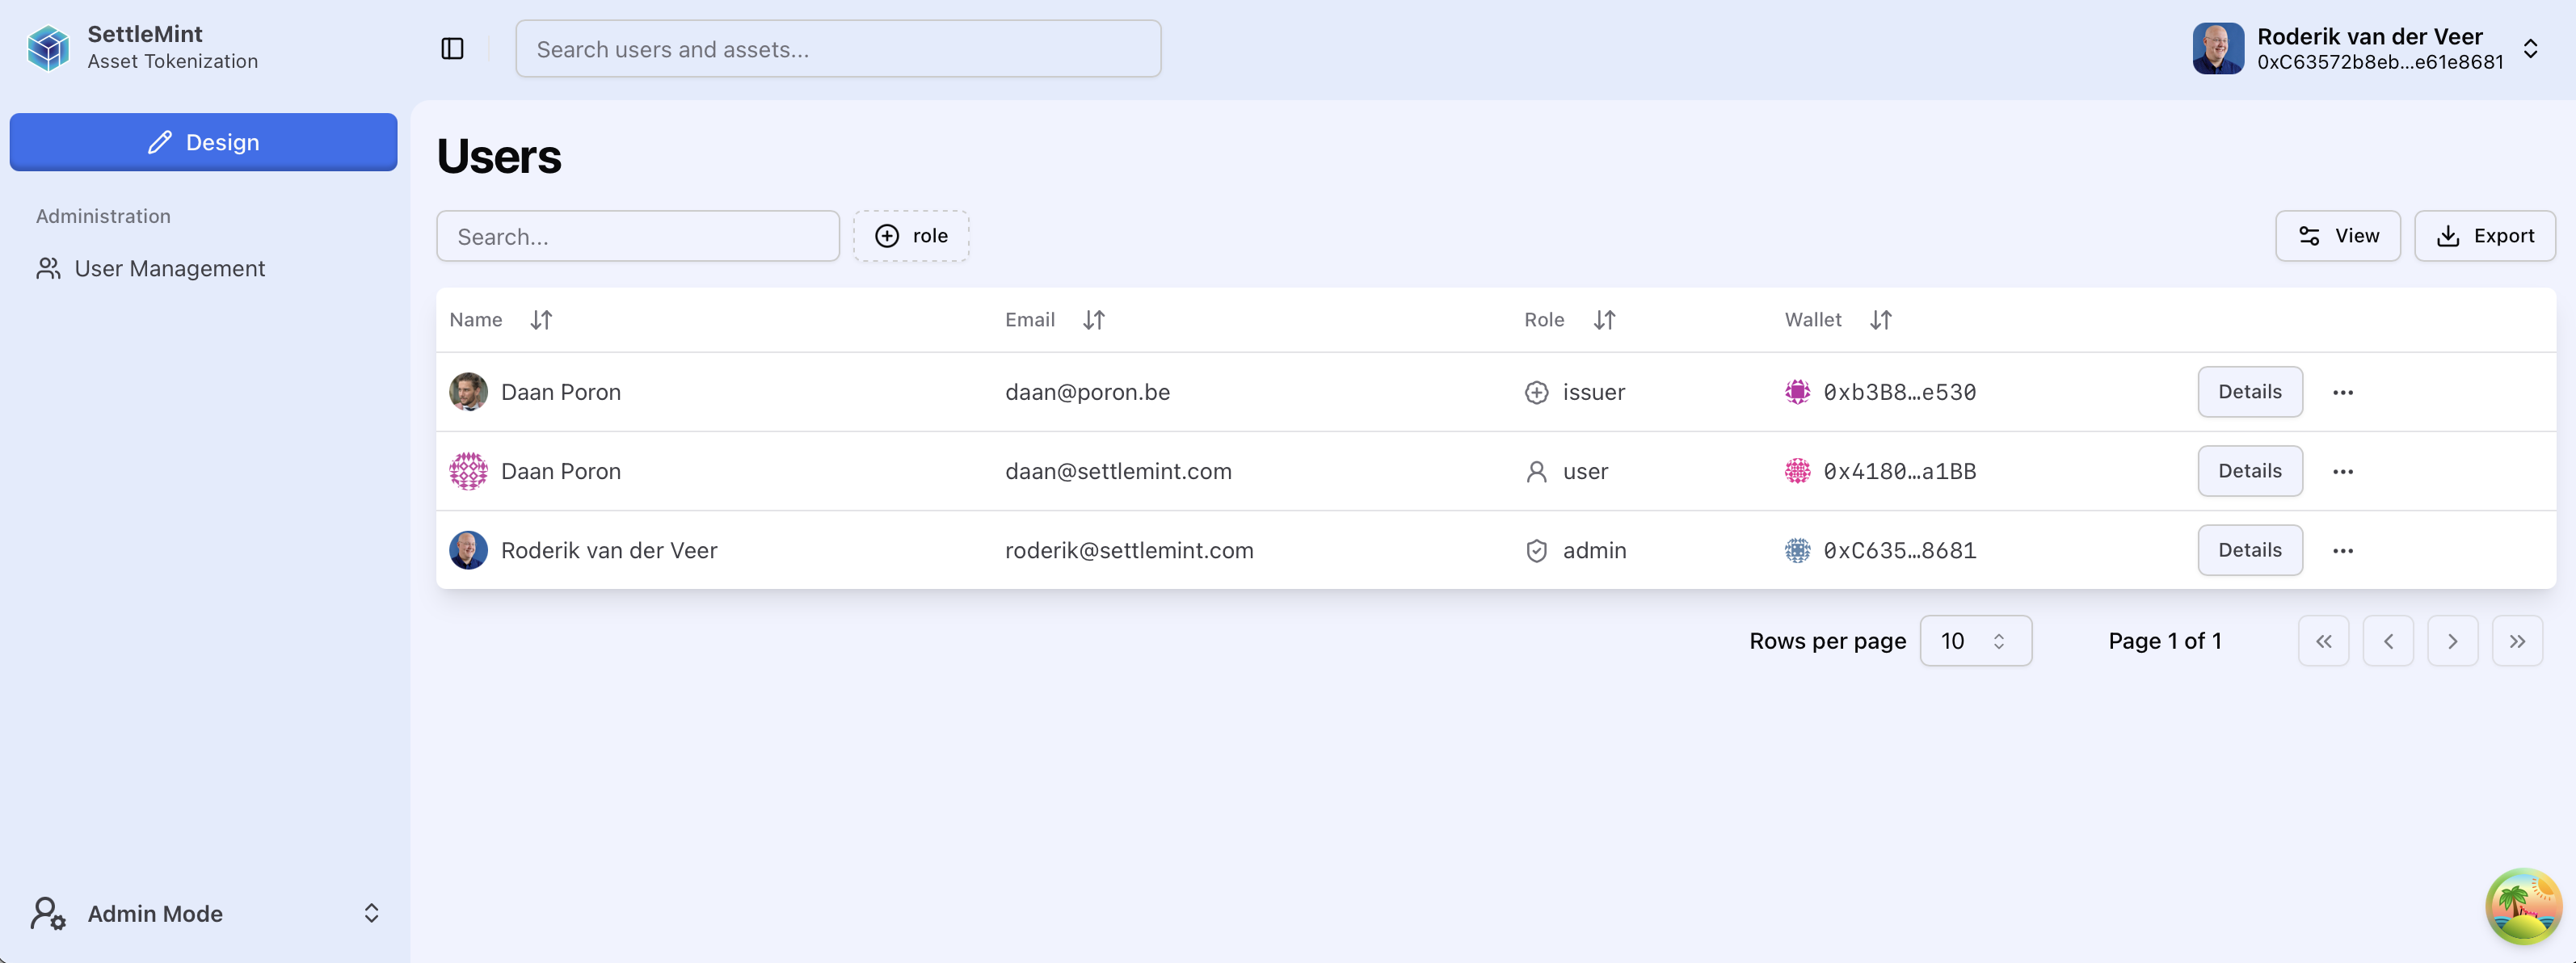 SettleMint
Asset Tokenization
Search users and assets...
Roderik van der Veer
0xC63572b8eb...e61e8681
Design
Administration
User Management
Users
Search...
role
View
Export
Name Email Role Wallet
Daan Poron daan@poron.be issuer 0xb3B8…e530 Details
Daan Poron daan@settlemint.com user 0x4180…a1BB Details
Roderik van der Veer roderik@settlemint.com admin 0xC635…8681 Details
Rows per page 10 Page 1 of 1
Admin Mode